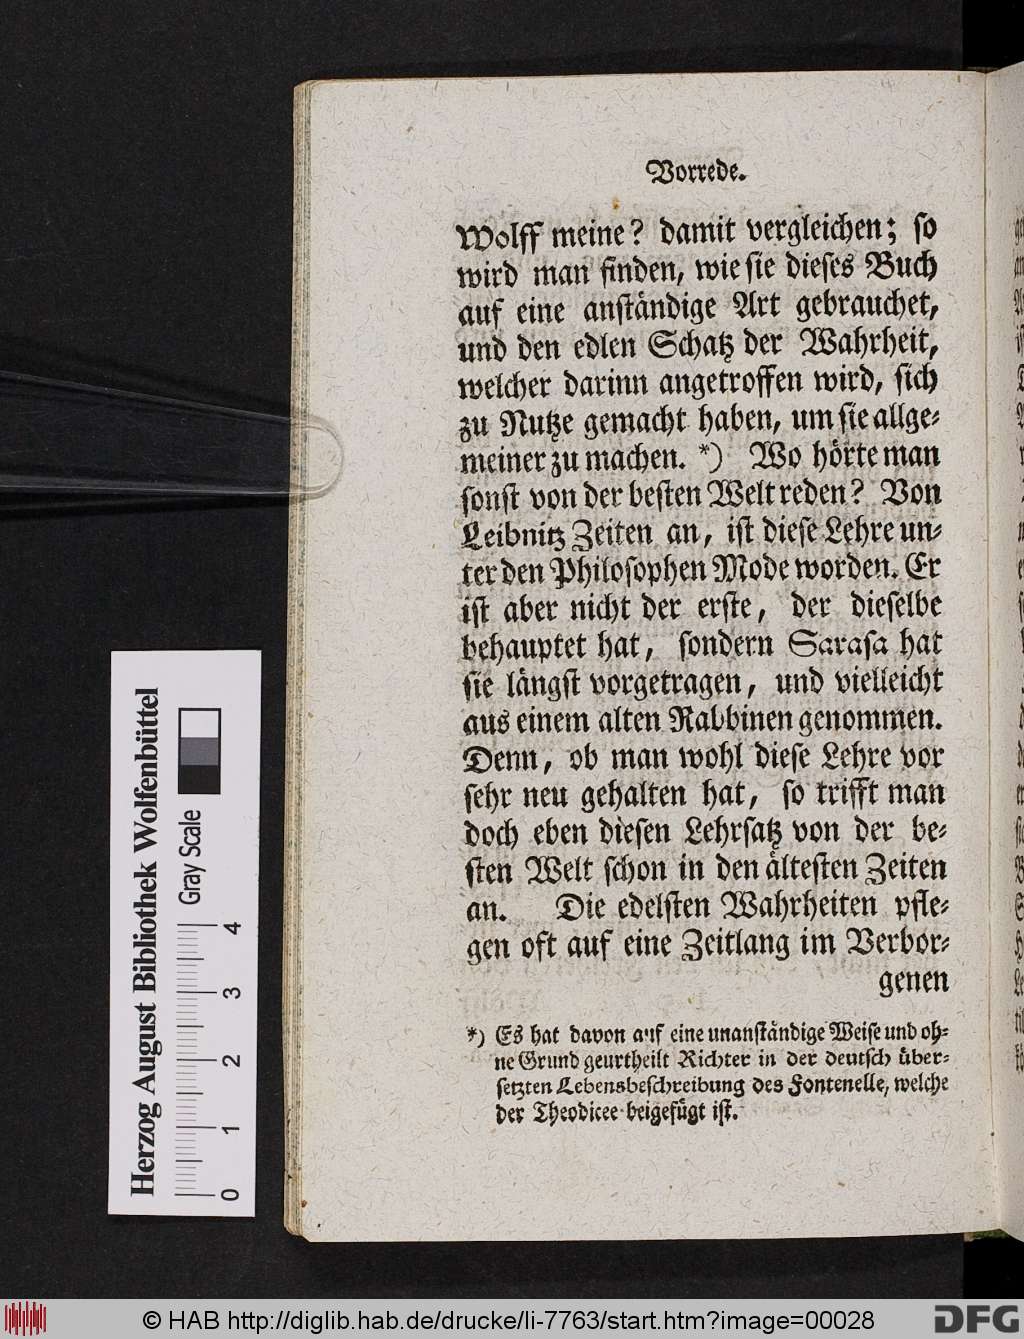 Vorrede.
Wolff meine? damit vergleichen; ſo
wird man finden, wie ſie dieſes Buch
auf eine anſtändige Art gebrauchet,
und den edlen Schatz der Wahrheit,
welcher darinn angetroffen wird, ſich
zu Nutze gemacht haben, um ſie allge-
meiner zu machen. *) Wo hörte man
ſonſt von der beſten Welt reden? Von
Leibnitz Zeiten an, iſt dieſe Lehre un-
ter den Philoſophen Mode worden. Er
iſt aber nicht der erſte, der dieſelbe
behauptet hat, ſondern Saraſa hat
ſie längſt vorgetragen, und vielleicht
aus einem alten Rabbinen genommen.
Denn, ob man wohl dieſe Lehre vor
ſehr neu gehalten hat, ſo trifft man
doch eben dieſen Lehrſatz von der be-
ſten Welt ſchon in den älteſten Zeiten
an. Die edelſten Wahrheiten pfle-
gen oft auf eine Zeitlang im Verbor-
genen
*) Es hat davon auf eine unanſtändige Weiſe und oh-
ne Grund geurtheilt Richter in der deutſch über-
ſetzten Lebensbeſchreibung des Fontenelle, welche
der Theodicee beigefügt iſt.
Herzog August Bibliothek Wolfenbüttel
Gray Scale
0 1 2 3 4
© HAB http://diglib.hab.de/drucke/li-7763/start.htm?image=00028
DFG